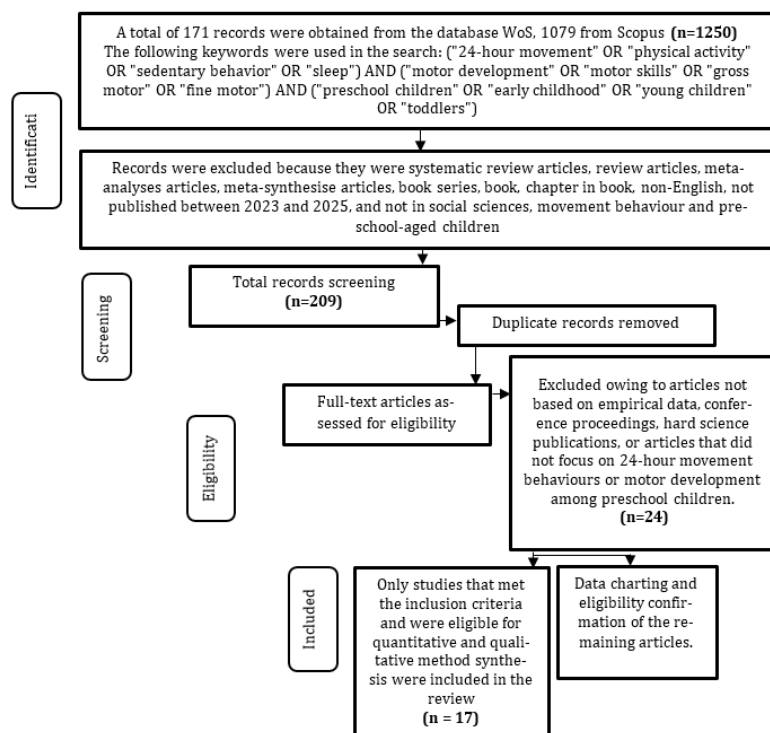 A total of 171 records were obtained from the database WoS, 1079 from Scopus (n=1250)
The following keywords were used in the search: ("24-hour movement" OR "physical activity"
OR "sedentary behavior" OR "sleep") AND ("motor development" OR "motor skills" OR "gross
motor" OR "fine motor") AND ("preschool children" OR "early childhood" OR "young children"
OR "toddlers")
Identificati
Records were excluded because they were systematic review articles, review articles, meta-
analyses articles, meta-synthesise articles, book series, book, chapter in book, non-English, not
published between 2023 and 2025, and not in social sciences, movement behaviour and pre-
school-aged children
Screening
Total records screening
(n=209)
Duplicate records removed
Eligibility
Full-text articles as-
sessed for eligibility
Excluded owing to articles not
based on empirical data, confer-
ence proceedings, hard science
publications, or articles that did
not focus on 24-hour movement
behaviours or motor development
among preschool children.
(n=24)
Included
Only studies that met
the inclusion criteria
and were eligible for
quantitative and quali-
tative method synthe-
sis were included in the
review
(n = 17)
Data charting and
eligibility confir-
mation of the re-
maining articles.